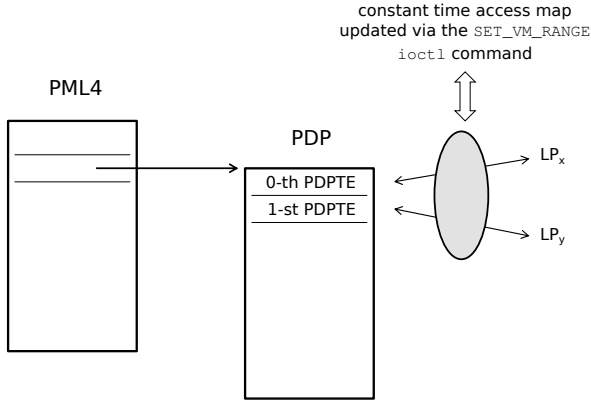 constant time access map
updated via the SET_VM_RANGE
ioctl command
PML4
PDP
0-th PDPTE
1-st PDPTE
LPx
LPy